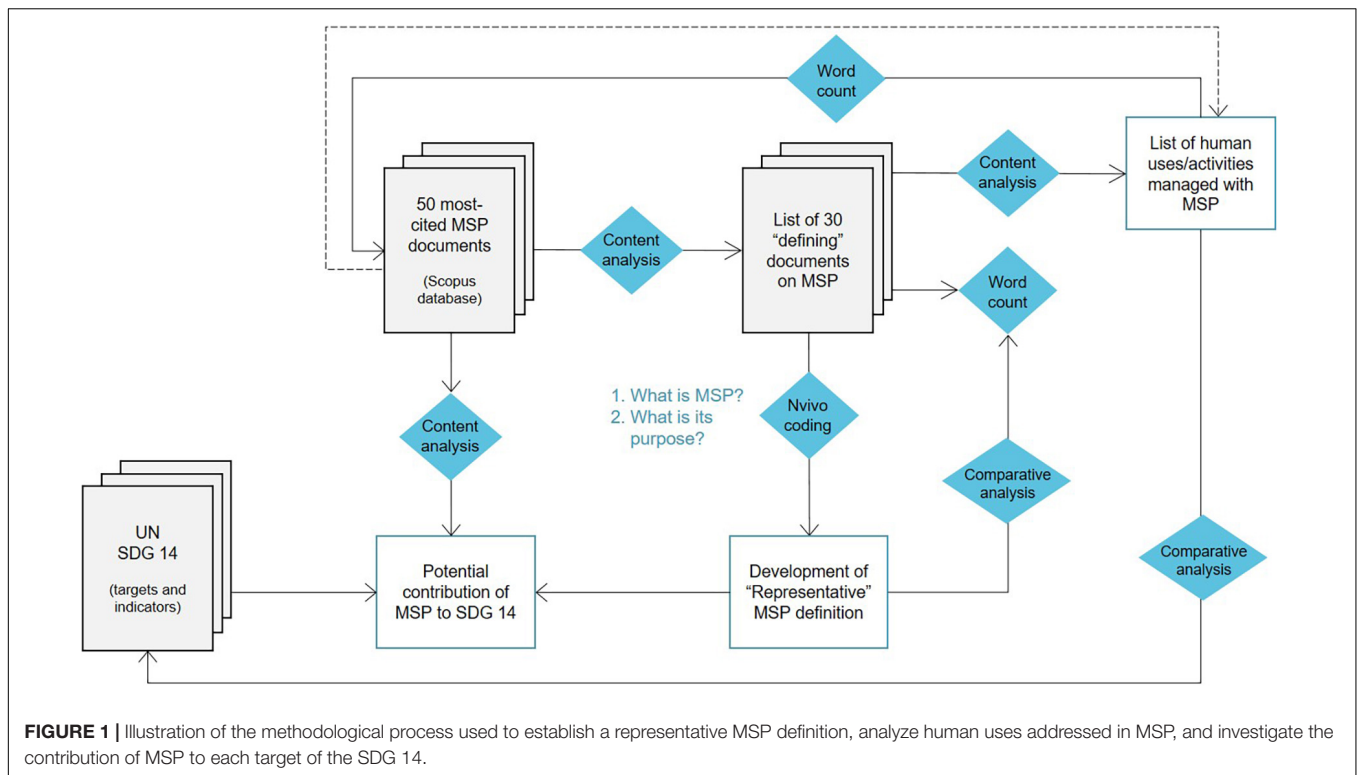 Word
count
50 most-
cited MSP
documents
(Scopus
database)
Content
analysis
List of 30
“defining”
documents
on MSP
Content
analysis
List of human
uses/activities
managed with
MSP
Word
count
1. What is MSP?
2. What is its
purpose?
Nvivo
coding
Content
analysis
Comparative
analysis
Comparative
analysis
UN
SDG 14
(targets and
indicators)
Potential
contribution of
MSP to SDG 14
Development of
“Representative”
MSP definition
FIGURE 1 | Illustration of the methodological process used to establish a representative MSP definition, analyze human uses addressed in MSP, and investigate the
contribution of MSP to each target of the SDG 14.